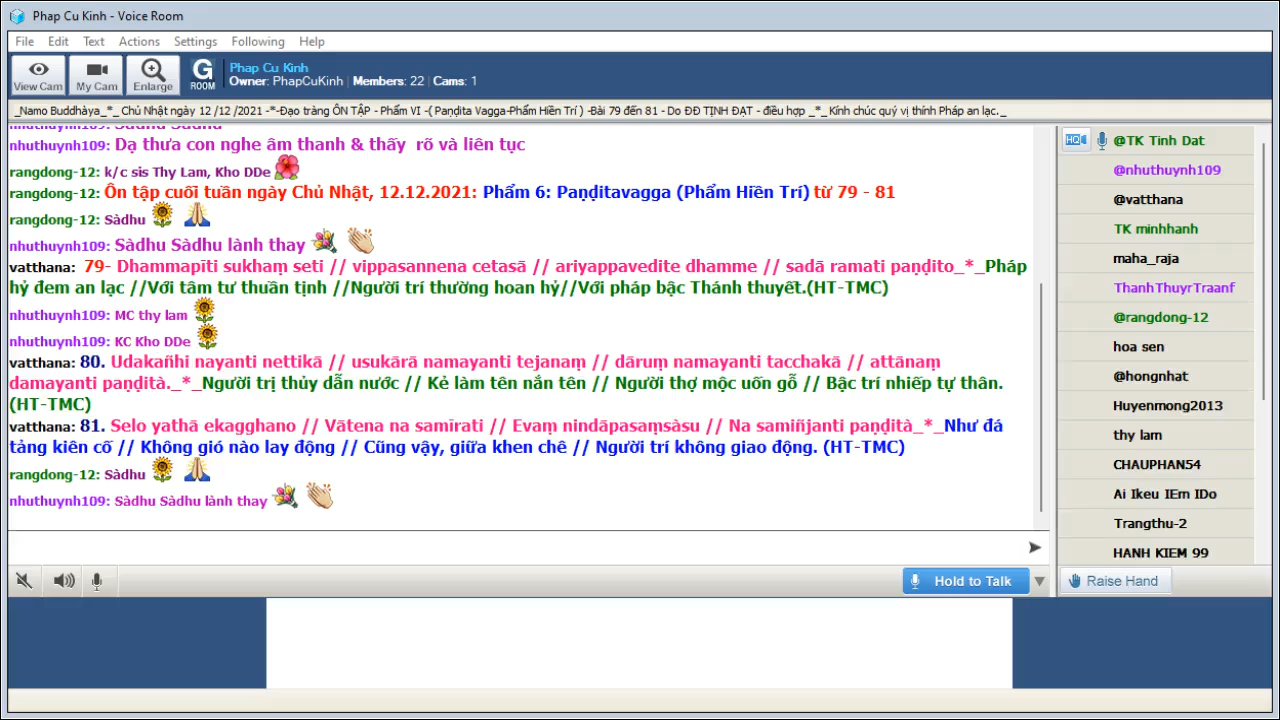 Phap Cu Kinh - Voice Room
File Edit Text Actions Settings Following Help
View Cam
My Cam
Enlarge
G
ROOM
Phap Cu Kinh
Owner: PhapCuKinh | Members: 22 | Cams: 1
_Namo Buddhàya_*_ Chủ Nhật ngày 12 /12 /2021 -*-Đạo tràng ÔN TẬP - Phẩm VI -( Paṇḍita Vagga-Phẩm Hiền Trí ) -Bài 79 đến 81 - Do ĐĐ TỊNH ĐẠT - điều hợp _*_Kính chúc quý vị thính Pháp an lạc._
nhuthuynh109: Sàdhu Sàdhu
nhuthuynh109: Dạ thưa con nghe âm thanh & thấy rõ và liên tục
rangdong-12: k/c sis Thy Lam, Kho DDe
rangdong-12: Ôn tập cuối tuần ngày Chủ Nhật, 12.12.2021: Phẩm 6: Paṇḍitavagga (Phẩm Hiền Trí) từ 79 - 81
rangdong-12: Sàdhu
nhuthuynh109: Sàdhu Sàdhu lành thay
vatthana: 79- Dhammapīti sukhaṃ seti // vippasannena cetasā // ariyappavedite dhamme // sadā ramati paṇḍito_*_Pháp
hỷ đem an lạc //Với tâm tư thuần tịnh //Người trí thường hoan hỷ//Với pháp bậc Thánh thuyết.(HT-TMC)
nhuthuynh109: MC thy lam
nhuthuynh109: KC Kho DDe
vatthana: 80. Udakañhi nayanti nettikā // usukārā namayanti tejanaṃ // dāruṃ namayanti tacchakā // attānaṃ
damayanti paṇḍità._*_Người trị thủy dẫn nước // Kẻ làm tên nắn tên // Người thợ mộc uốn gỗ // Bậc trí nhiếp tự thân.
(HT-TMC)
vatthana: 81. Selo yathā ekagghano // Vātena na samīrati // Evaṃ nindāpasaṃsàsu // Na samiñjanti paṇḍità_*_Như đá
tảng kiên cố // Không gió nào lay động // Cũng vậy, giữa khen chê // Người trí không giao động. (HT-TMC)
rangdong-12: Sàdhu
nhuthuynh109: Sàdhu Sàdhu lành thay
Hold to Talk
HQ
@TK Tinh Dat
@nhuthuynh109
@vatthana
TK minhhanh
maha_raja
ThanhThuyrTraanf
@rangdong-12
hoa sen
@hongnhat
Huyenmong2013
thy lam
CHAUPHAN54
Ai Ikeu IEm IDo
Trangthu-2
HANH KIEM 99
Raise Hand